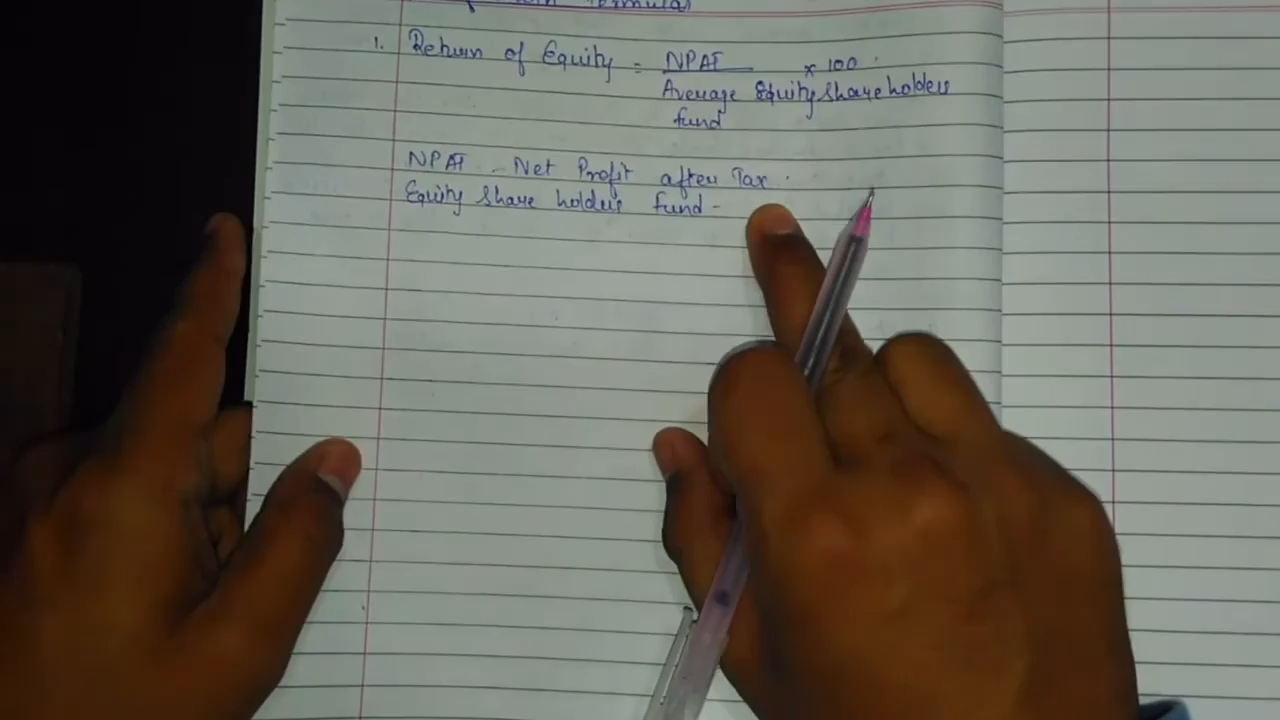 formulas
1. Return of Equity = NPAT × 100
Average Equity Share holders
fund
NPAT - Net Profit after Tax .
Equity Share holders fund -